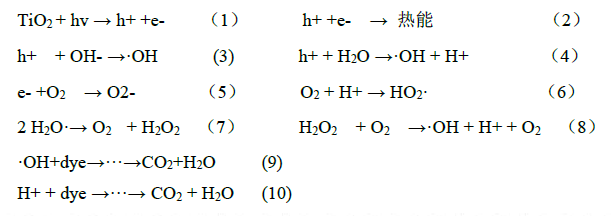 TiO₂ + hv → h+ +e- （1） h+ +e- → 热能 （2）
h+ + OH- →·OH (3) h+ + H₂O →·OH + H+ （4）
e- +O₂ → O2- （5） O₂ + H+ → HO₂· （6）
2 H₂O·→ O₂ + H₂O₂ （7） H₂O₂ + O₂ →·OH + H+ + O₂ （8）
·OH+dye→···→CO₂+H₂O (9)
H+ + dye →···→ CO₂ + H₂O (10)